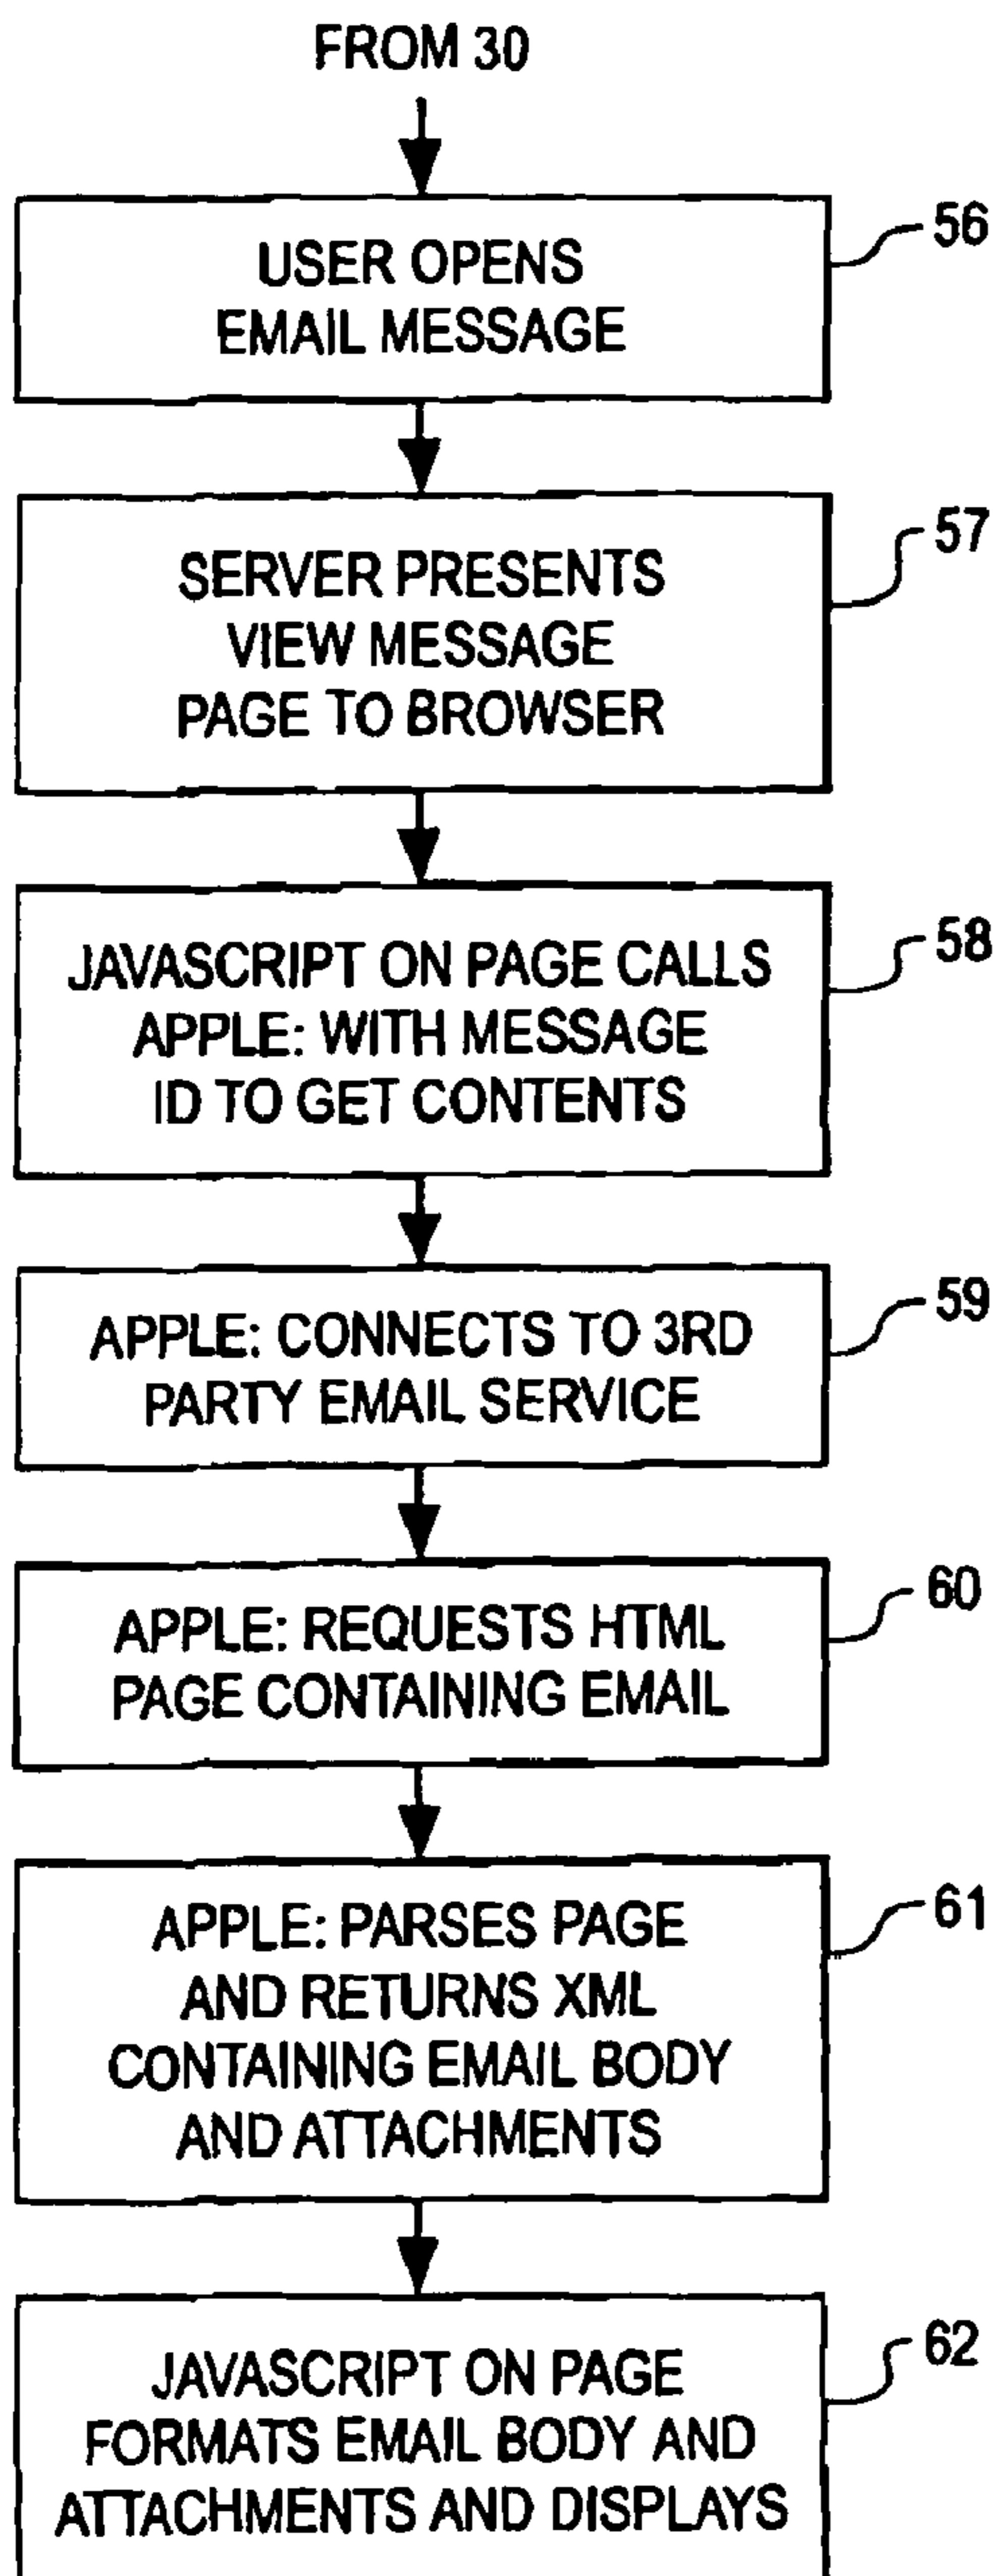 FROM 30
USER OPENS
EMAIL MESSAGE
56
SERVER PRESENTS
VIEW MESSAGE
PAGE TO BROWSER
57
JAVASCRIPT ON PAGE CALLS
APPLE: WITH MESSAGE
ID TO GET CONTENTS
58
APPLE: CONNECTS TO 3RD
PARTY EMAIL SERVICE
59
APPLE: REQUESTS HTML
PAGE CONTAINING EMAIL
60
APPLE: PARSES PAGE
AND RETURNS XML
CONTAINING EMAIL BODY
AND ATTACHMENTS
61
JAVASCRIPT ON PAGE
FORMATS EMAIL BODY AND
ATTACHMENTS AND DISPLAYS
62